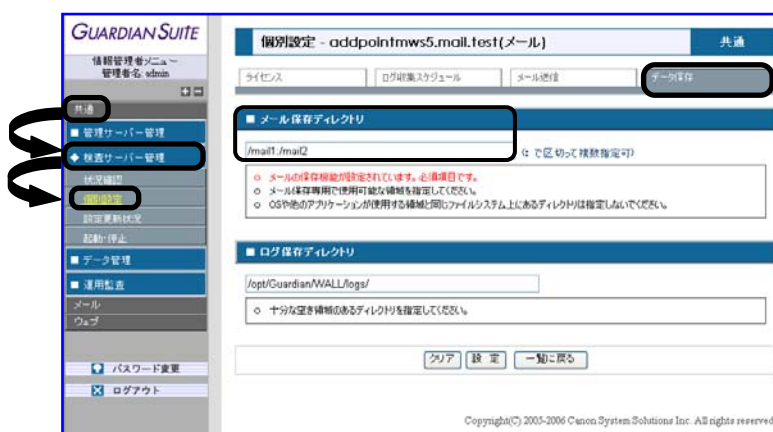 GUARDIAN SUITE
情報管理者メニュー
管理者名: admin
共通
■ 管理サーバー管理
◆ 検査サーバー管理
状況確認
個別設定
設定更新状況
起動・停止
■ データ管理
■ 運用監査
メール
ウェブ
パスワード変更
ログアウト
個別設定 - addpointmws5.mail.test(メール)
共通
ライセンス
ログ収集スケジュール
メール送信
データ保存
■ メール保存ディレクトリ
/mail1:/mail2
(: で区切って複数指定可)
○ メールの保存機能が設定されています。必須項目です。
○ メール保存専用で使用可能な領域を指定してください。
○ OSや他のアプリケーションが使用する領域と同じファイルシステム上にあるディレクトリは指定しないでください。
■ ログ保存ディレクトリ
/opt/Guardian/WALL/logs/
○ 十分な空き領域のあるディレクトリを指定してください。
クリア 設 定 一覧に戻る
Copyright(C) 2005-2006 Canon System Solutions Inc. All rights reserved